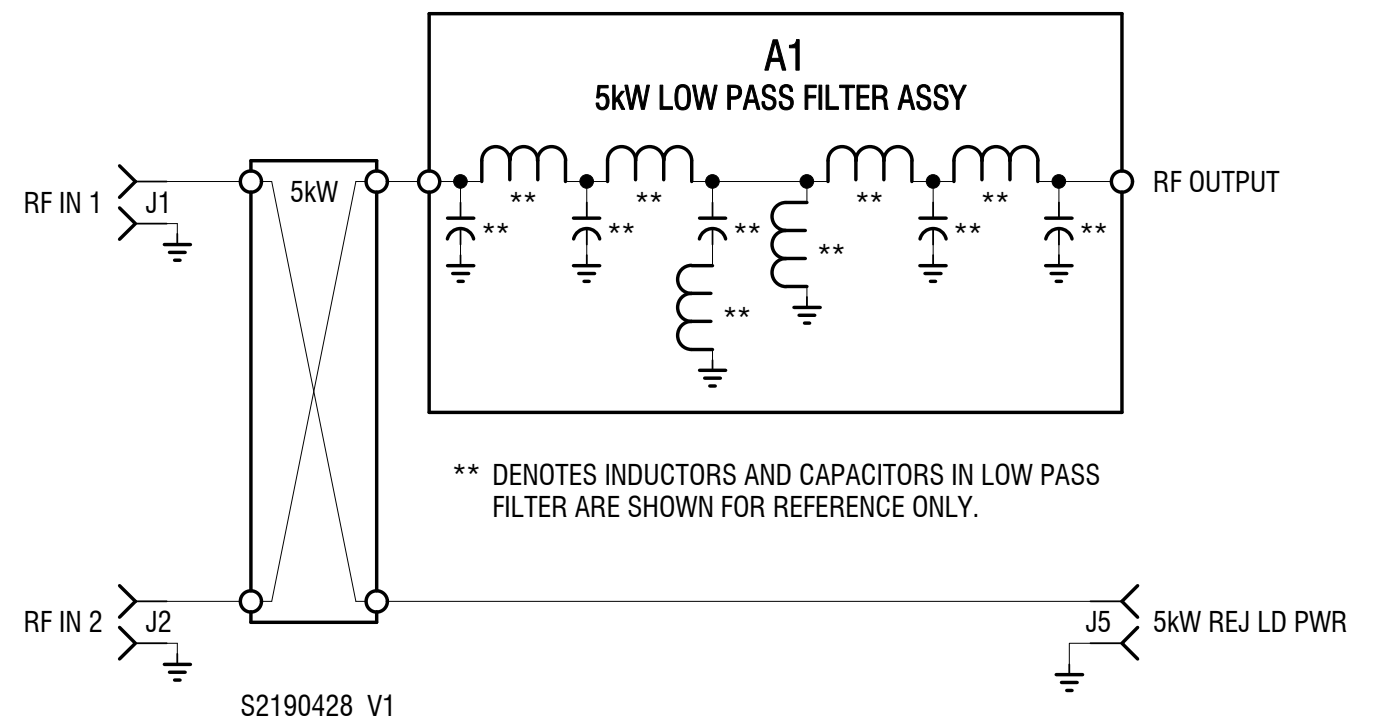 A1
5kW LOW PASS FILTER ASSY
RF IN 1
J1
5kW
**
**
**
**
RF OUTPUT
**
**
**
**
**
**
**
** DENOTES INDUCTORS AND CAPACITORS IN LOW PASS
FILTER ARE SHOWN FOR REFERENCE ONLY.
RF IN 2
J2
J5
5kW REJ LD PWR
S2190428 V1